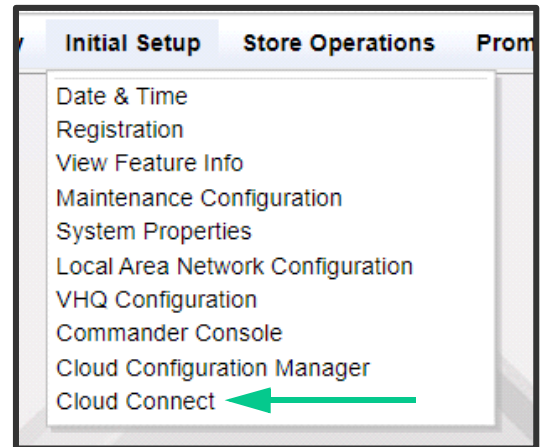 Initial Setup Store Operations Prom
Date & Time
Registration
View Feature Info
Maintenance Configuration
System Properties
Local Area Network Configuration
VHQ Configuration
Commander Console
Cloud Configuration Manager
Cloud Connect